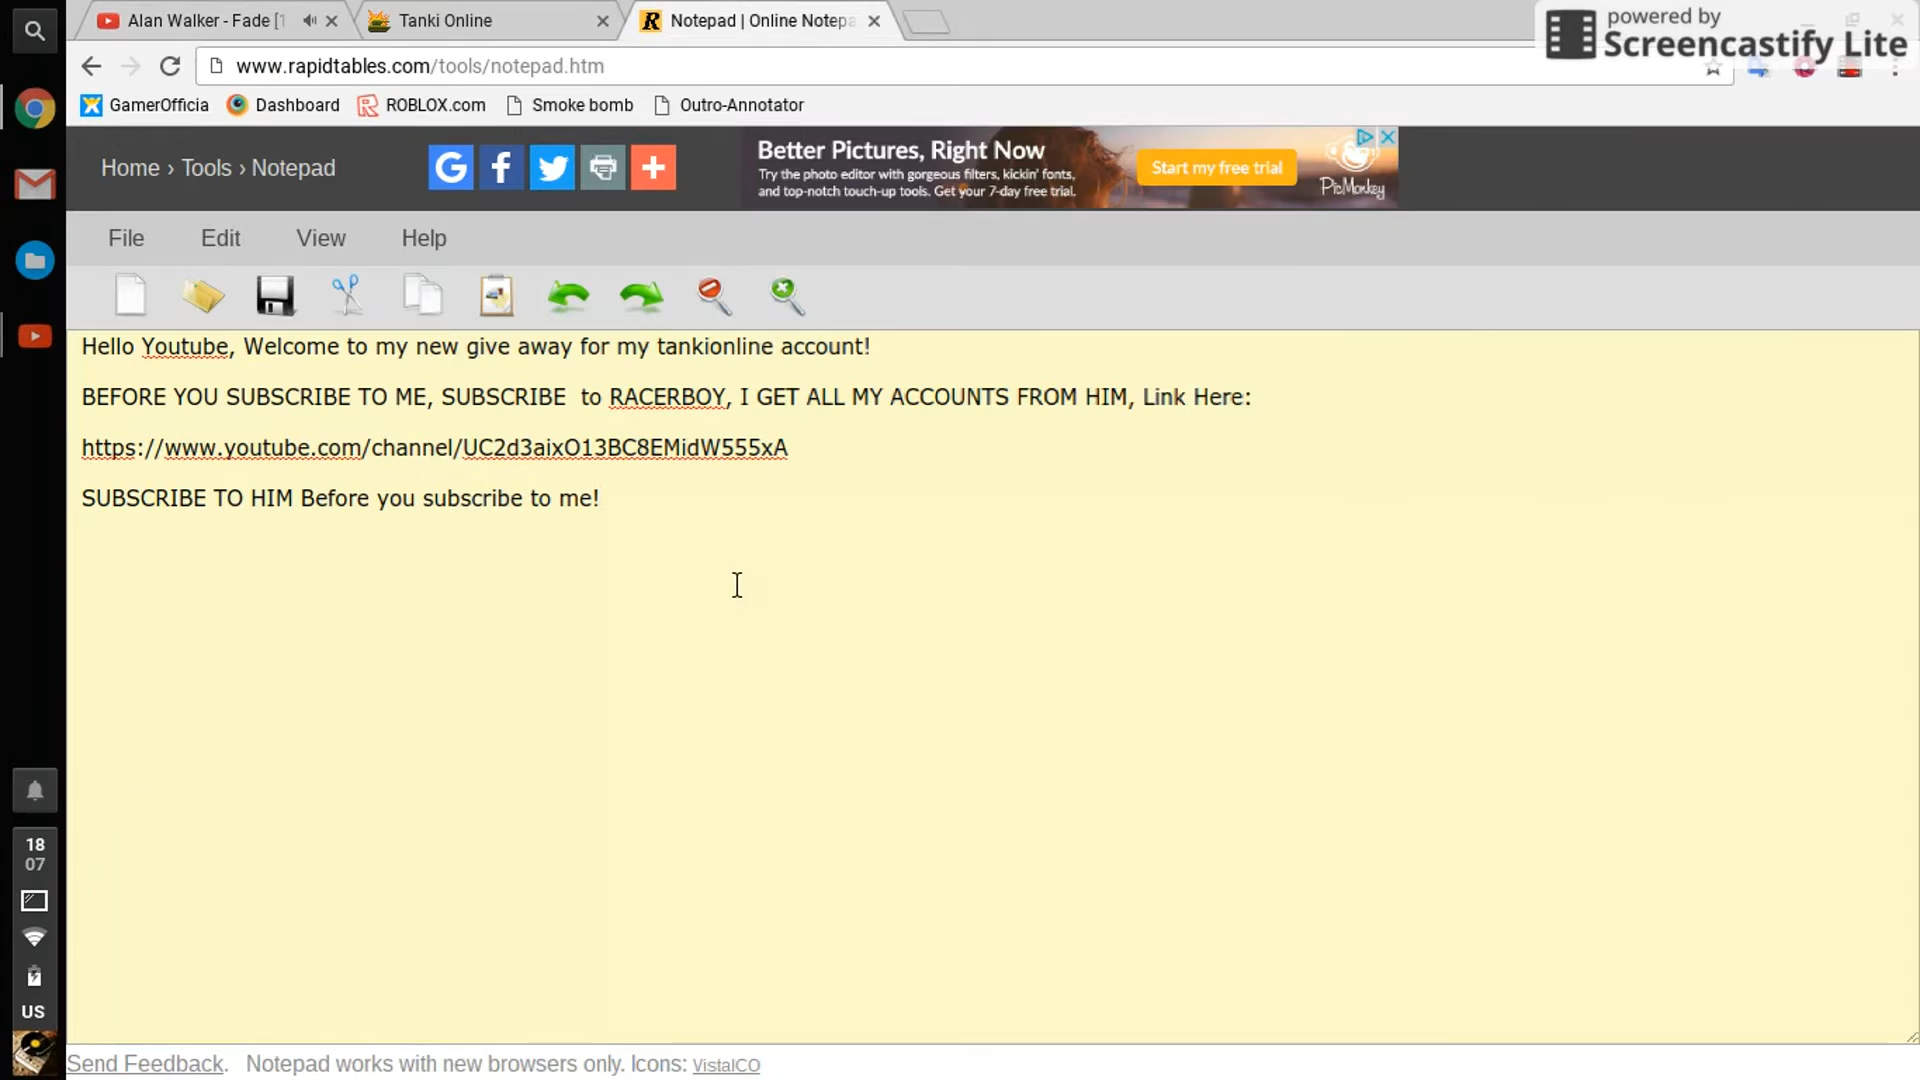 Alan Walker - Fade [1
Tanki Online
Notepad | Online Notepa
powered by
Screencastify Lite
www.rapidtables.com/tools/notepad.htm
GamerOfficia
Dashboard
ROBLOX.com
Smoke bomb
Outro-Annotator
Home › Tools › Notepad
Better Pictures, Right Now
Try the photo editor with gorgeous filters, kickin' fonts,
and top-notch touch-up tools. Get your 7-day free trial.
Start my free trial
PicMonkey
File Edit View Help
Hello Youtube, Welcome to my new give away for my tankionline account!
BEFORE YOU SUBSCRIBE TO ME, SUBSCRIBE  to RACERBOY, I GET ALL MY ACCOUNTS FROM HIM, Link Here:
https://www.youtube.com/channel/UC2d3aixO13BC8EMidW555xA
SUBSCRIBE TO HIM Before you subscribe to me!
18
07
US
Send Feedback. Notepad works with new browsers only. Icons: VistaICO